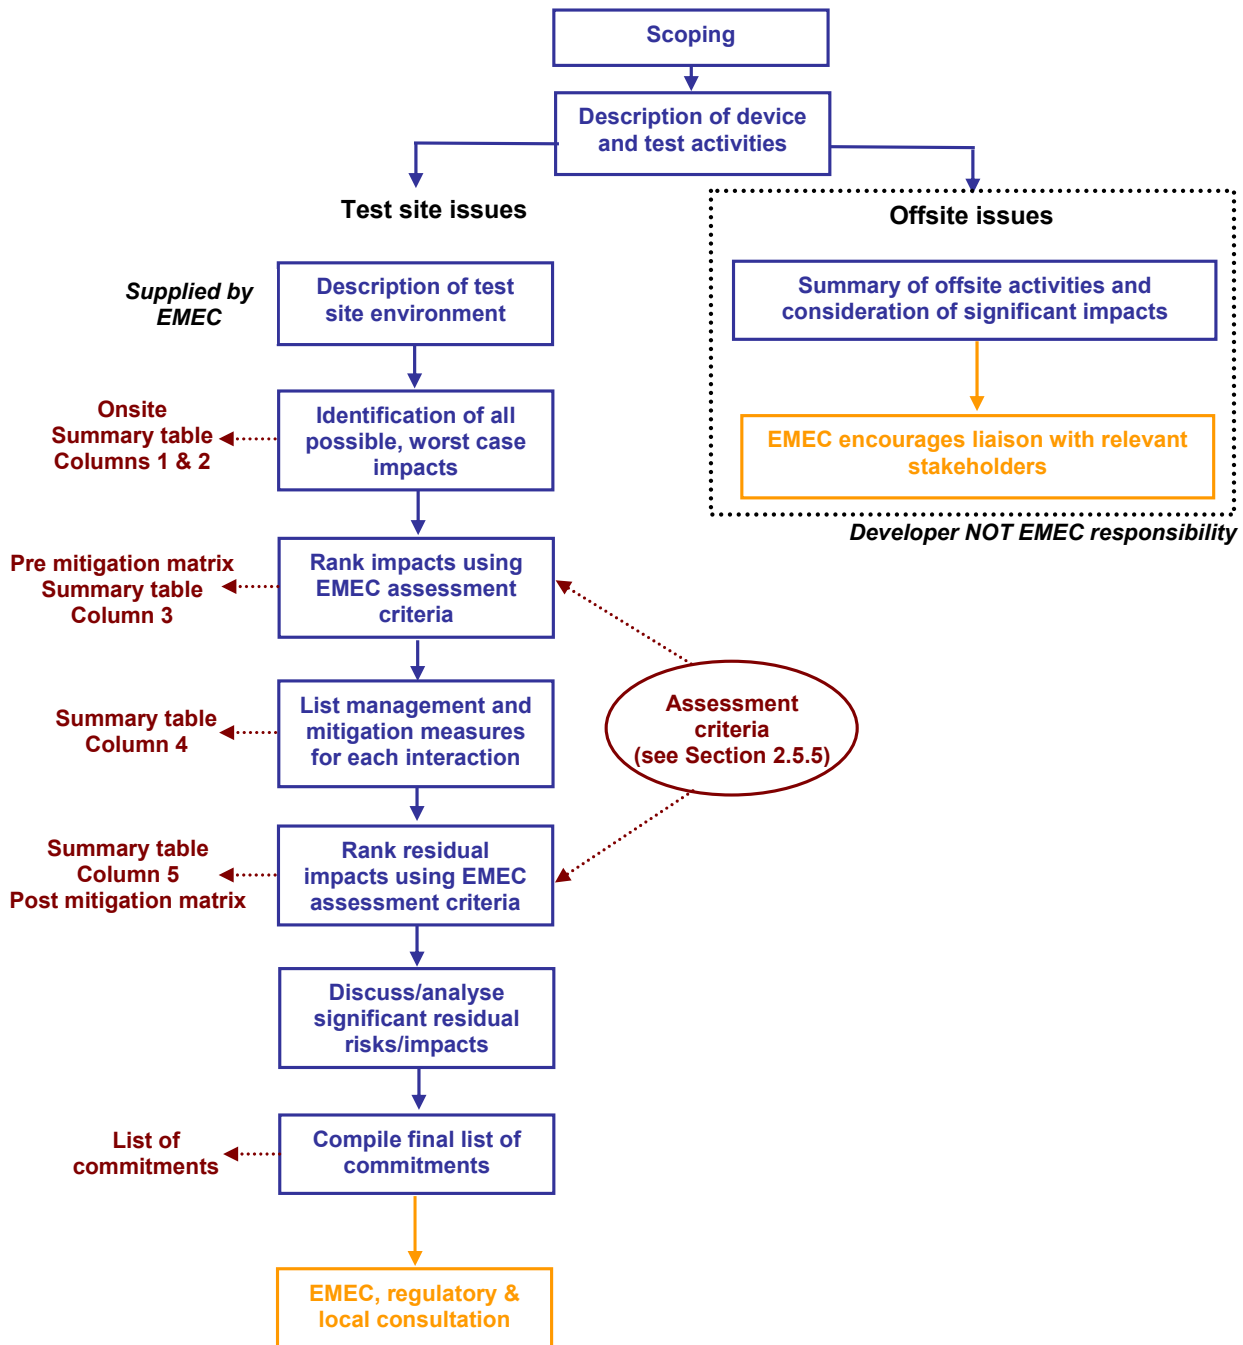 Scoping
Description of device
and test activities
Test site issues
Offsite issues
Supplied by
EMEC
Description of test
site environment
Summary of offsite activities and
consideration of significant impacts
Onsite
Summary table
Columns 1 & 2
Identification of all
possible, worst case
impacts
EMEC encourages liaison with relevant
stakeholders
Developer NOT EMEC responsibility
Pre mitigation matrix
Summary table
Column 3
Rank impacts using
EMEC assessment
criteria
Summary table
Column 4
List management and
mitigation measures
for each interaction
Assessment
criteria
(see Section 2.5.5)
Summary table
Column 5
Post mitigation matrix
Rank residual
impacts using EMEC
assessment criteria
Discuss/analyse
significant residual
risks/impacts
List of
commitments
Compile final list of
commitments
EMEC, regulatory &
local consultation